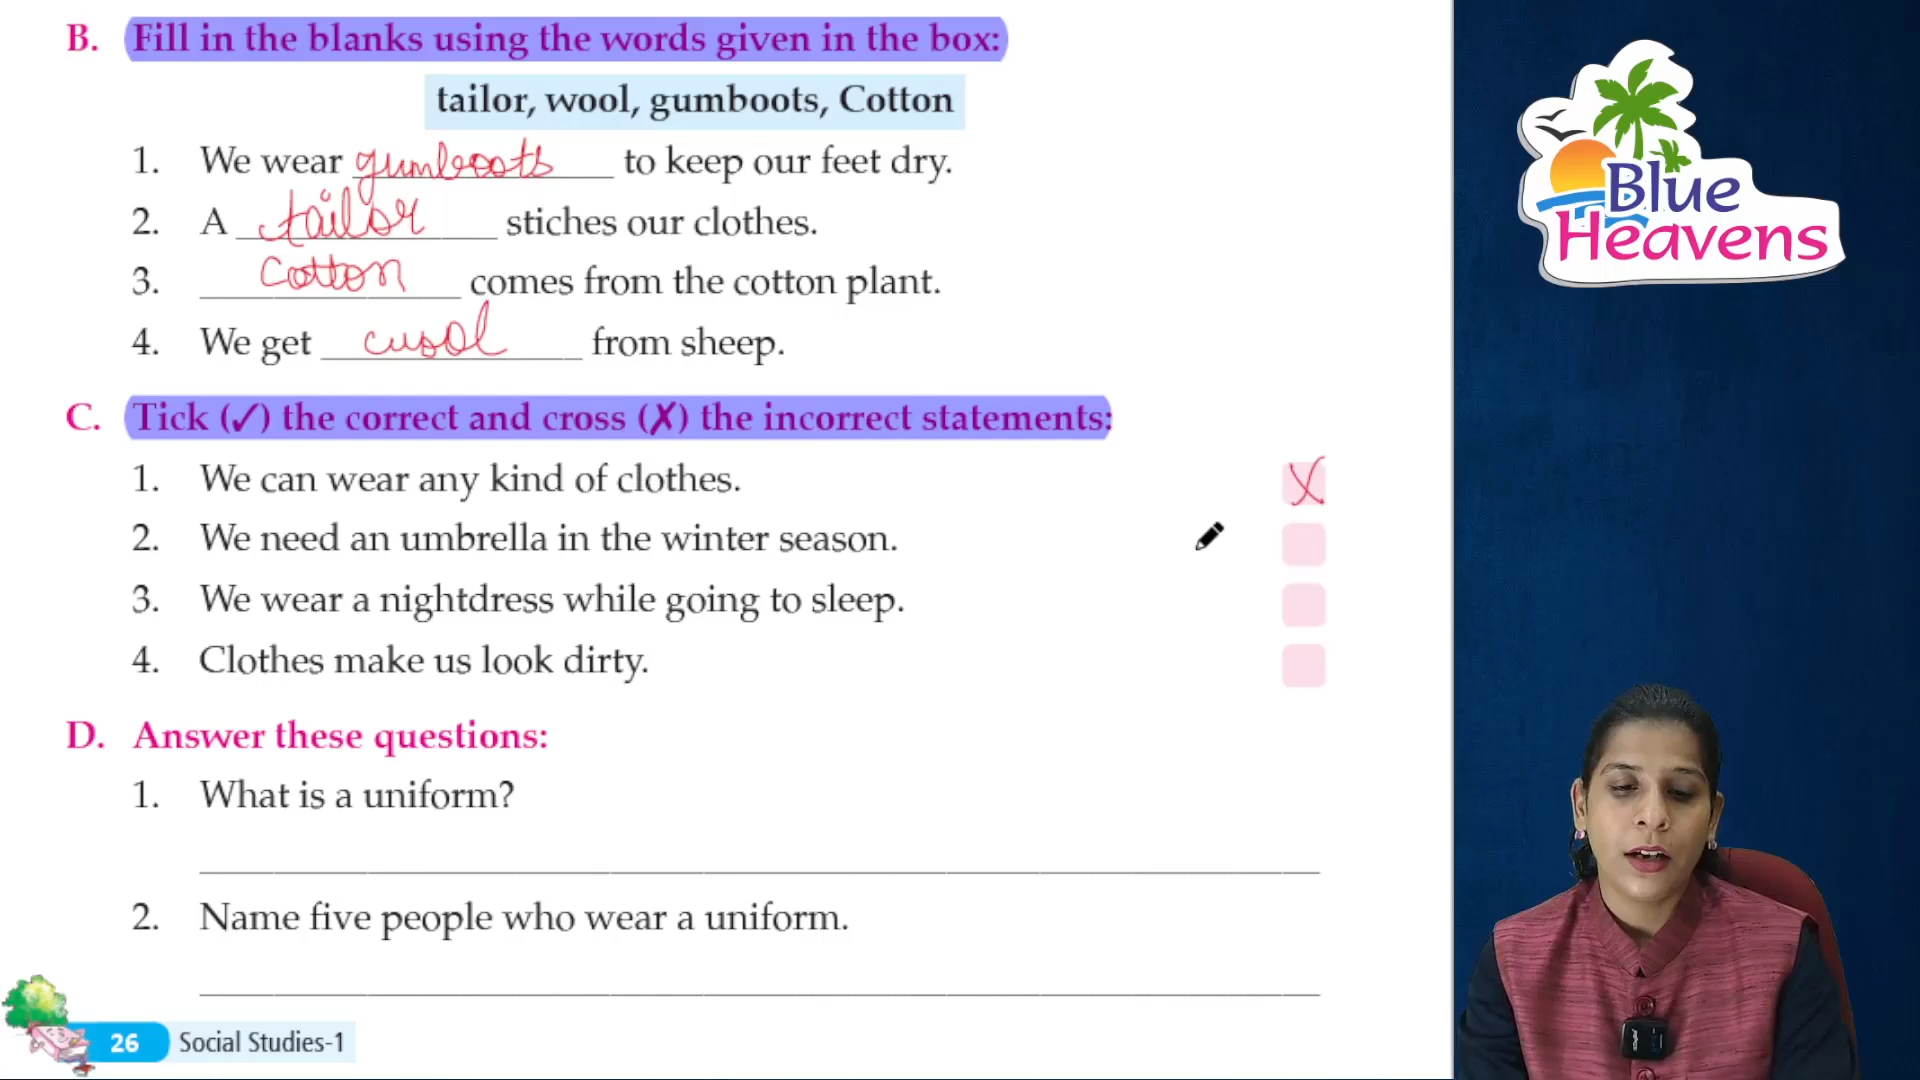 B. Fill in the blanks using the words given in the box:
tailor, wool, gumboots, Cotton
1. We wear gumboots to keep our feet dry.
2. A tailor stiches our clothes.
3. Cotton comes from the cotton plant.
4. We get wool from sheep.
C. Tick (✓) the correct and cross (✗) the incorrect statements:
1. We can wear any kind of clothes. X
2. We need an umbrella in the winter season.
3. We wear a nightdress while going to sleep.
4. Clothes make us look dirty.
D. Answer these questions:
1. What is a uniform?
2. Name five people who wear a uniform.
26 Social Studies-1
Blue
Heavens